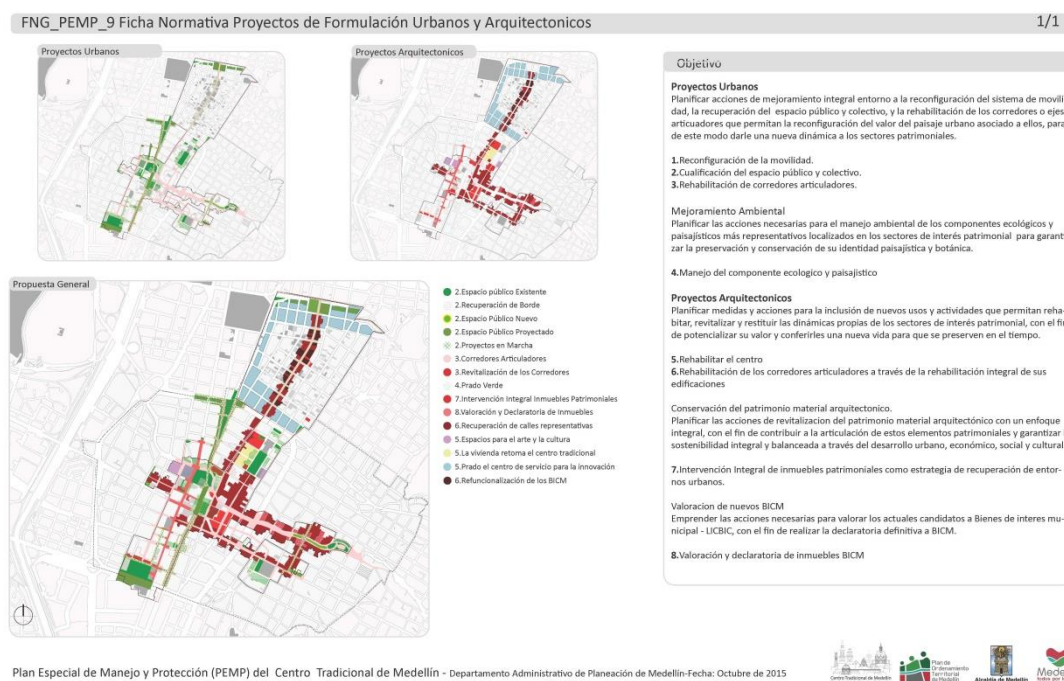 FNG_PEMP_9 Ficha Normativa Proyectos de Formulación Urbanos y Arquitectonicos
1/1
Proyectos Urbanos
Proyectos Arquitectonicos
Propuesta General
2.Espacio público Existente
2.Recuperación de Borde
2.Espacio Público Nuevo
2.Espacio Público Proyectado
2.Proyectos en Marcha
3.Corredores Articuladores
3.Revitalización de los Corredores
4.Prado Verde
7.Intervención Integral Inmuebles Patrimoniales
8.Valoración y Declaratoria de Inmuebles
6.Recuperación de calles representativas
5.Espacios para el arte y la cultura
5.La vivienda retoma el centro tradicional
5.Prado el centro de servicio para la innovación
6.Refuncionalización de los BICM
Objetivo
Proyectos Urbanos
Planificar acciones de mejoramiento integral entorno a la reconfiguración del sistema de movili-
dad, la recuperación del espacio público y colectivo, y la rehabilitación de los corredores o ejes
articuadores que permitan la reconfiguración del valor del paisaje urbano asociado a ellos, para
de este modo darle una nueva dinámica a los sectores patrimoniales.
1.Reconfiguración de la movilidad.
2.Cualificación del espacio público y colectivo.
3.Rehabilitación de corredores articuladores.
Mejoramiento Ambiental
Planificar las acciones necesarias para el manejo ambiental de los componentes ecológicos y
paisajísticos más representativos localizados en los sectores de interés patrimonial para garanti
zar la preservación y conservación de su identidad paisajística y botánica.
4.Manejo del componente ecologico y paisajistico
Proyectos Arquitectonicos
Planificar medidas y acciones para la inclusión de nuevos usos y actividades que permitan reha-
bitar, revitalizar y restituir las dinámicas propias de los sectores de interés patrimonial, con el fin
de potencializar su valor y conferirles una nueva vida para que se preserven en el tiempo.
5.Rehabilitar el centro
6.Rehabilitación de los corredores articuladores a través de la rehabilitación integral de sus
edificaciones
Conservación del patrimonio material arquitectonico.
Planificar las acciones de revitalizacion del patrimonio material arquitectónico con un enfoque
integral, con el fin de contribuir a la articulación de estos elementos patrimoniales y garantizar
sostenibilidad integral y balanceada a través del desarrollo urbano, económico, social y cultural
7.Intervención Integral de inmuebles patrimoniales como estrategia de recuperación de entor-
nos urbanos.
Valoracion de nuevos BICM
Emprender las acciones necesarias para valorar los actuales candidatos a Bienes de interes mu-
nicipal - LICBIC, con el fin de realizar la declaratoria definitiva a BICM.
8.Valoración y declaratoria de inmuebles BICM
Plan Especial de Manejo y Protección (PEMP) del Centro Tradicional de Medellín - Departamento Administrativo de Planeación de Medellín-Fecha: Octubre de 2015
Centro Tradicional de Medellín
Plan de
Ordenamiento
Territorial
de Medellín
Alcaldía de Medellín
Mede